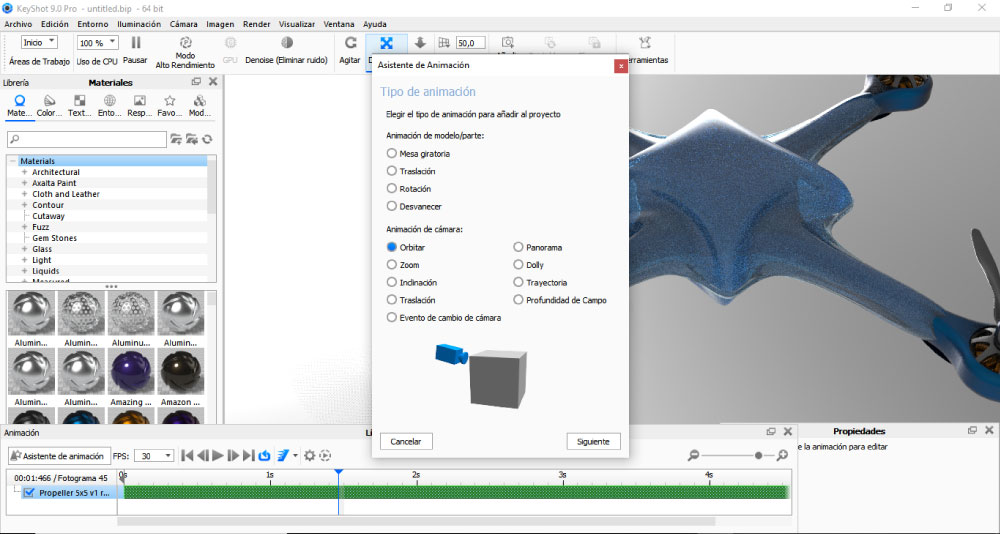 KeyShot 9.0 Pro - untitled.bip - 64 bit
Archivo Edición Entorno Iluminación Cámara Imagen Render Visualizar Ventana Ayuda
Inicio 100 % 50,0
Áreas de Trabajo Uso de CPU Pausar Modo Alto Rendimiento GPU Denoise (Eliminar ruido) Agitar
Librería Materiales
Mate... Color... Text... Ento... Resp... Favo... Mod...
Materials
Architectural
Axalta Paint
Cloth and Leather
Contour
Cutaway
Fuzz
Gem Stones
Glass
Light
Liquids
Measured
Alumin... Alumin... Aluminu... Alumin...
Alumin... Alumin... Amazing ... Amazon ...
Asistente de Animación
Tipo de animación
Elegir el tipo de animación para añadir al proyecto
Animación de modelo/parte:
Mesa giratoria
Traslación
Rotación
Desvanecer
Animación de cámara:
Orbitar Panorama
Zoom Dolly
Inclinación Trayectoria
Traslación Profundidad de Campo
Evento de cambio de cámara
Cancelar Siguiente
Animación
Asistente de animación FPS: 30
00:01:466 / Fotograma 45 0s 1s 2s 3s 4s
Propeller 5x5 v1 r...
Propiedades
e la animación para editar